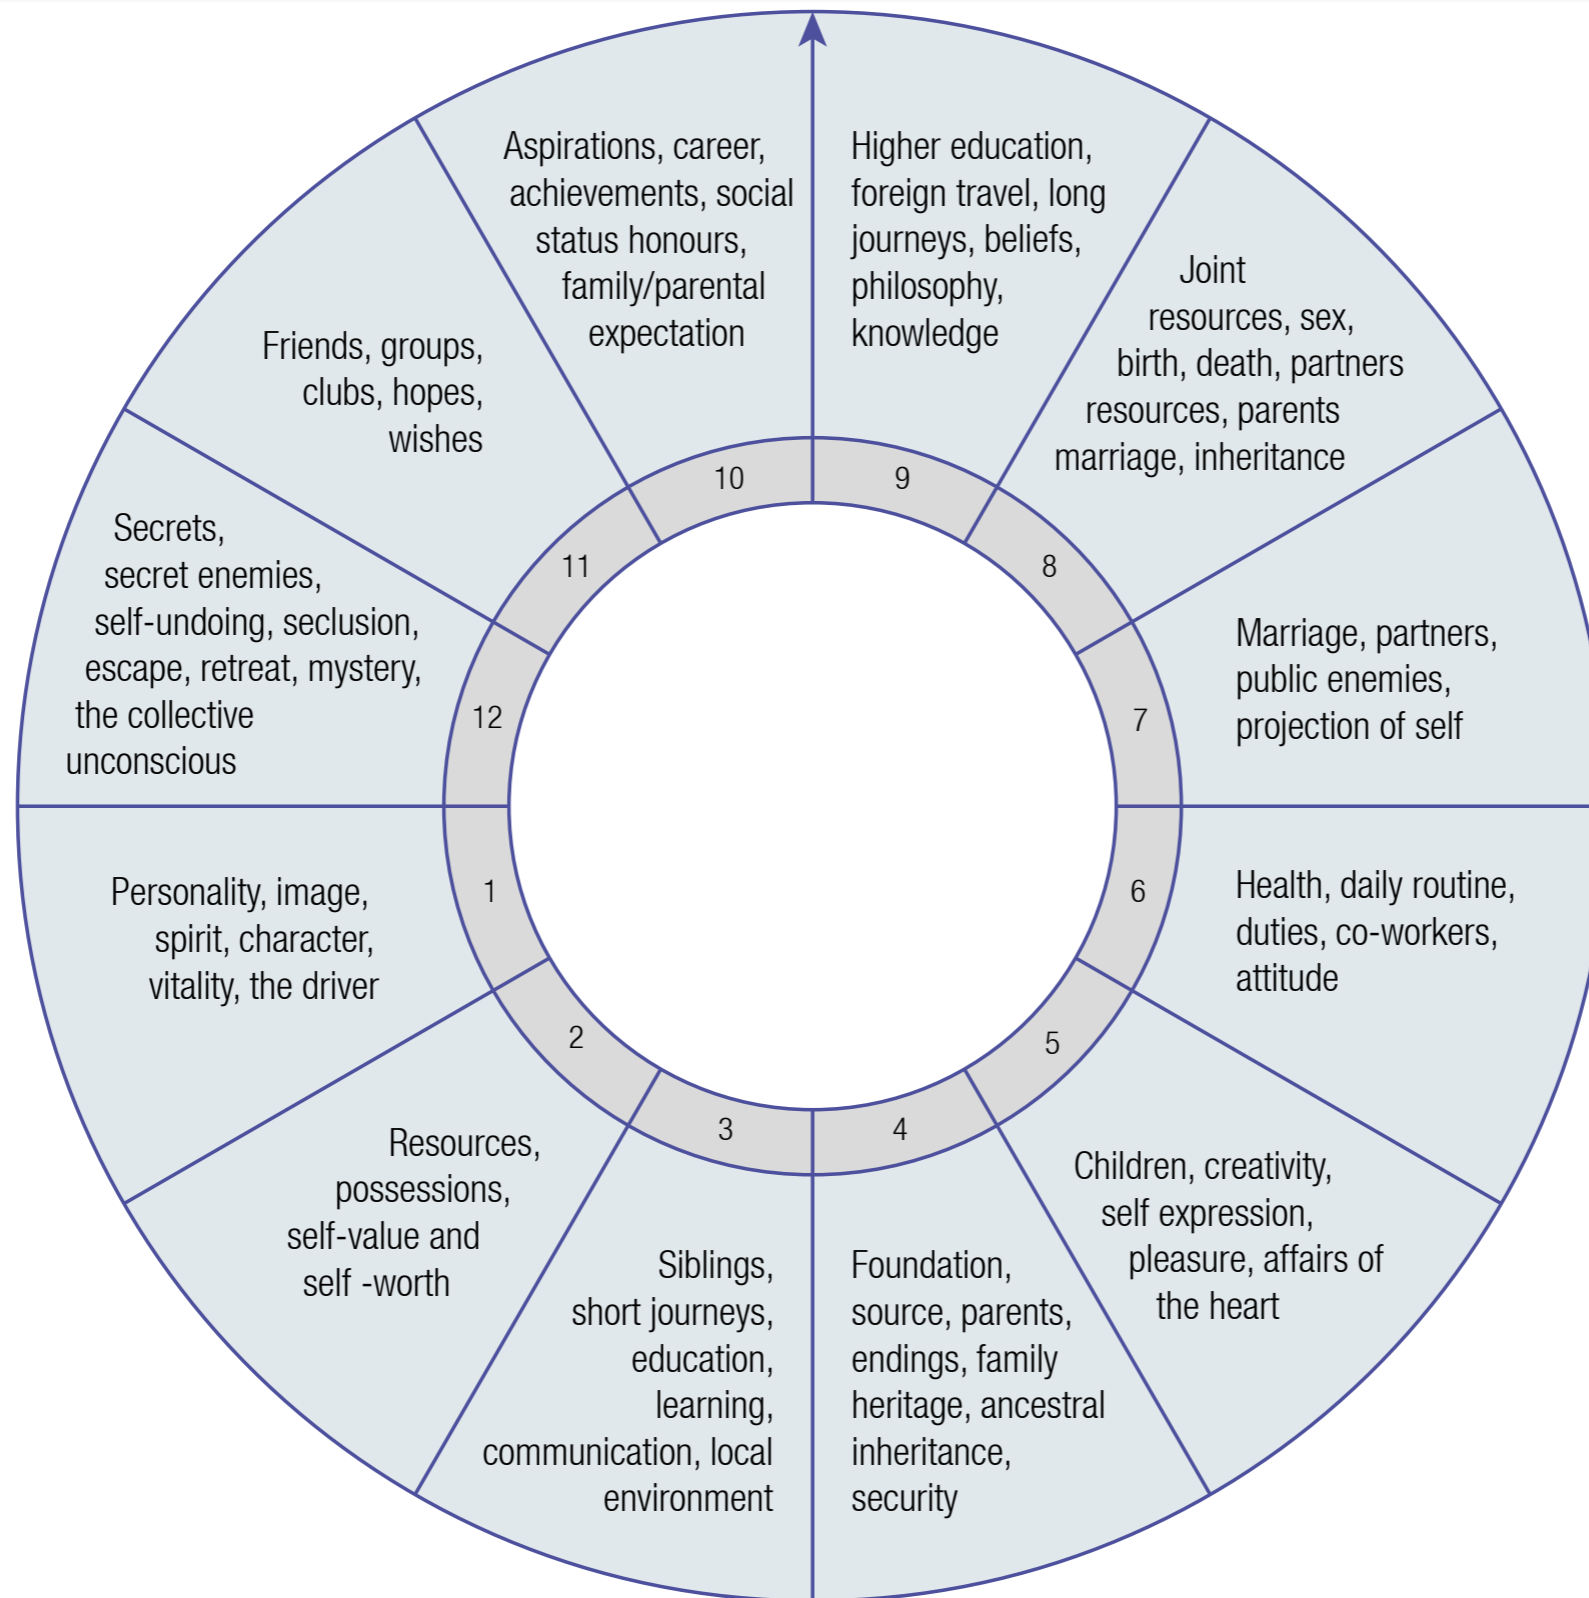 Aspirations, career,
achievements, social
status honours,
family/parental
expectation
10
Higher education,
foreign travel, long
journeys, beliefs,
philosophy,
knowledge
9
Joint
resources, sex,
birth, death, partners
resources, parents
marriage, inheritance
8
Marriage, partners,
public enemies,
projection of self
7
Health, daily routine,
duties, co-workers,
attitude
6
Children, creativity,
self expression,
pleasure, affairs of
the heart
5
Foundation,
source, parents,
endings, family
heritage, ancestral
inheritance,
security
4
Siblings,
short journeys,
education,
learning,
communication, local
environment
3
Resources,
possessions,
self-value and
self -worth
2
Personality, image,
spirit, character,
vitality, the driver
1
Secrets,
secret enemies,
self-undoing, seclusion,
escape, retreat, mystery,
the collective
unconscious
12
Friends, groups,
clubs, hopes,
wishes
11